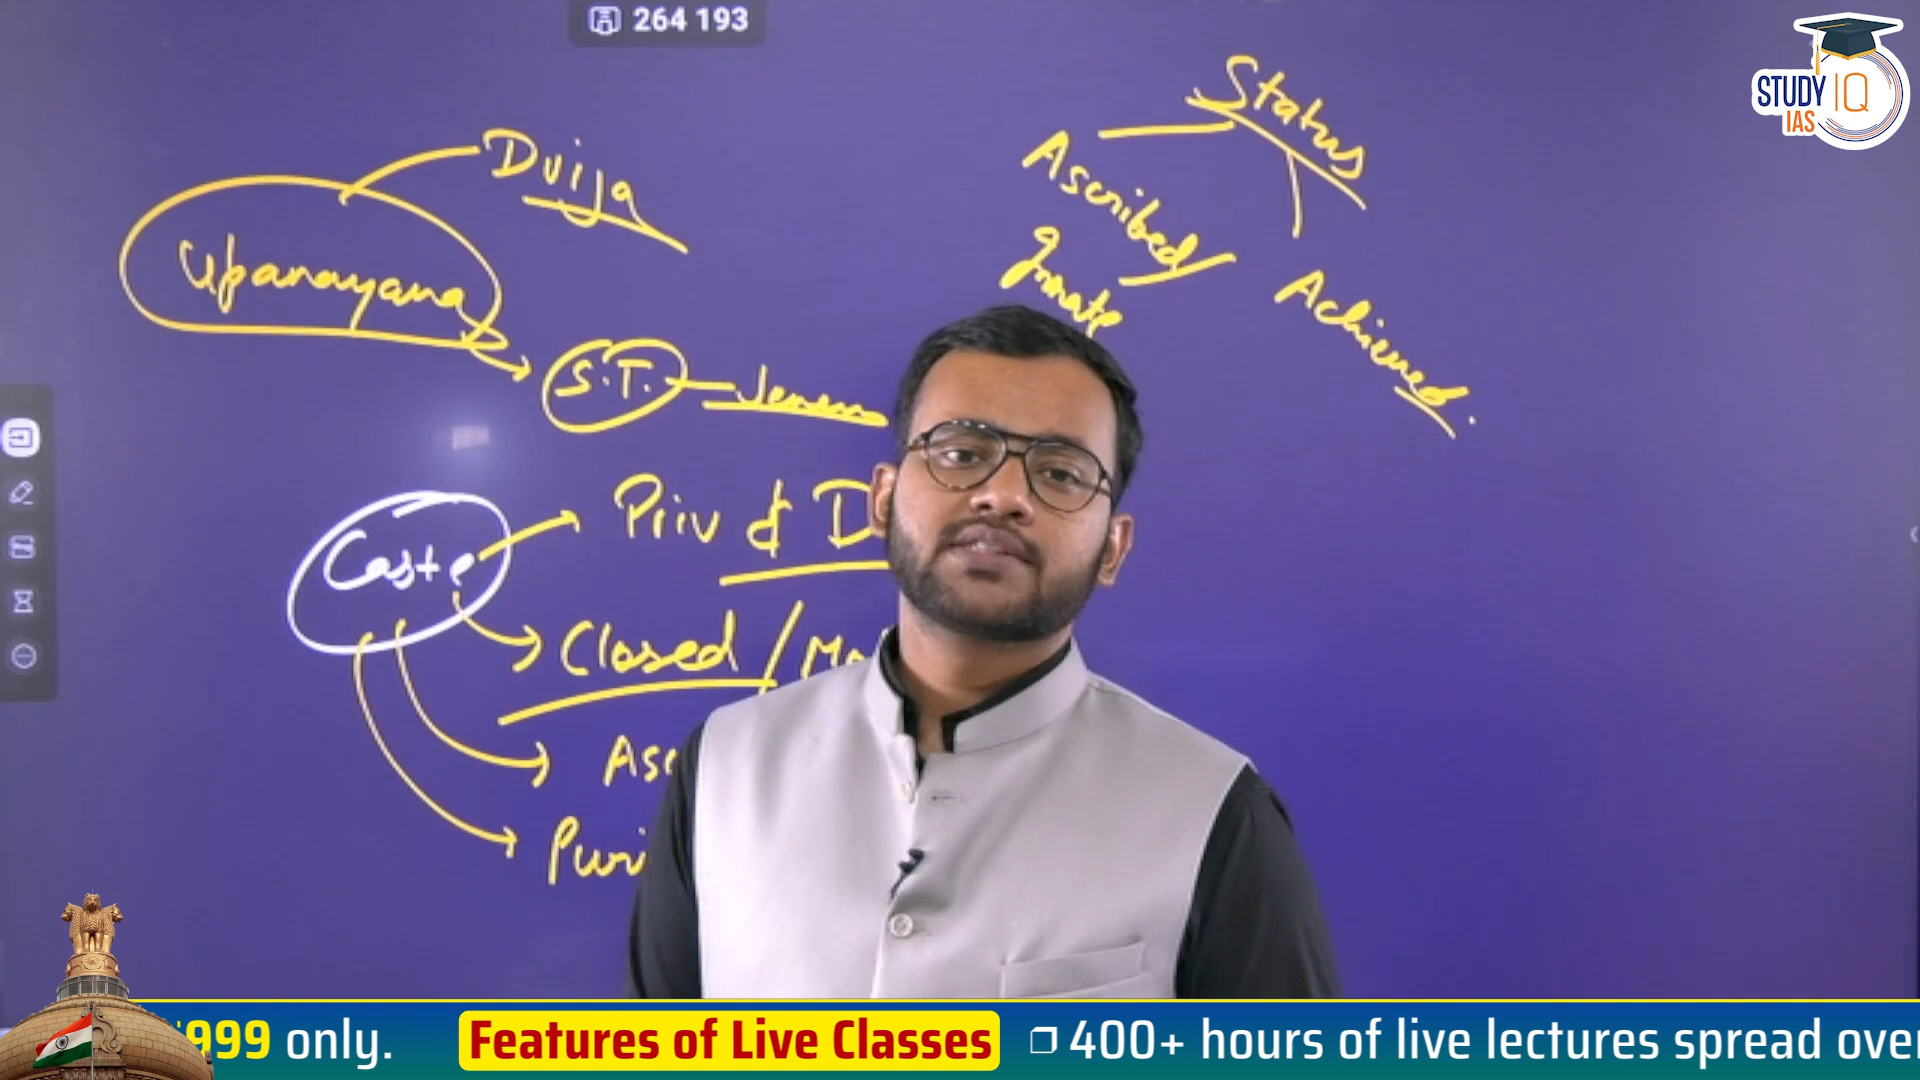 264 193
STUDY IQ
IAS
Status
Dvija
Ascribed/
Innate
Upanayana
Achieved.
S.T.
Caste
Priv & D
Closed /
Asc
Puri
999 only.
Features of Live Classes
400+ hours of live lectures spread over